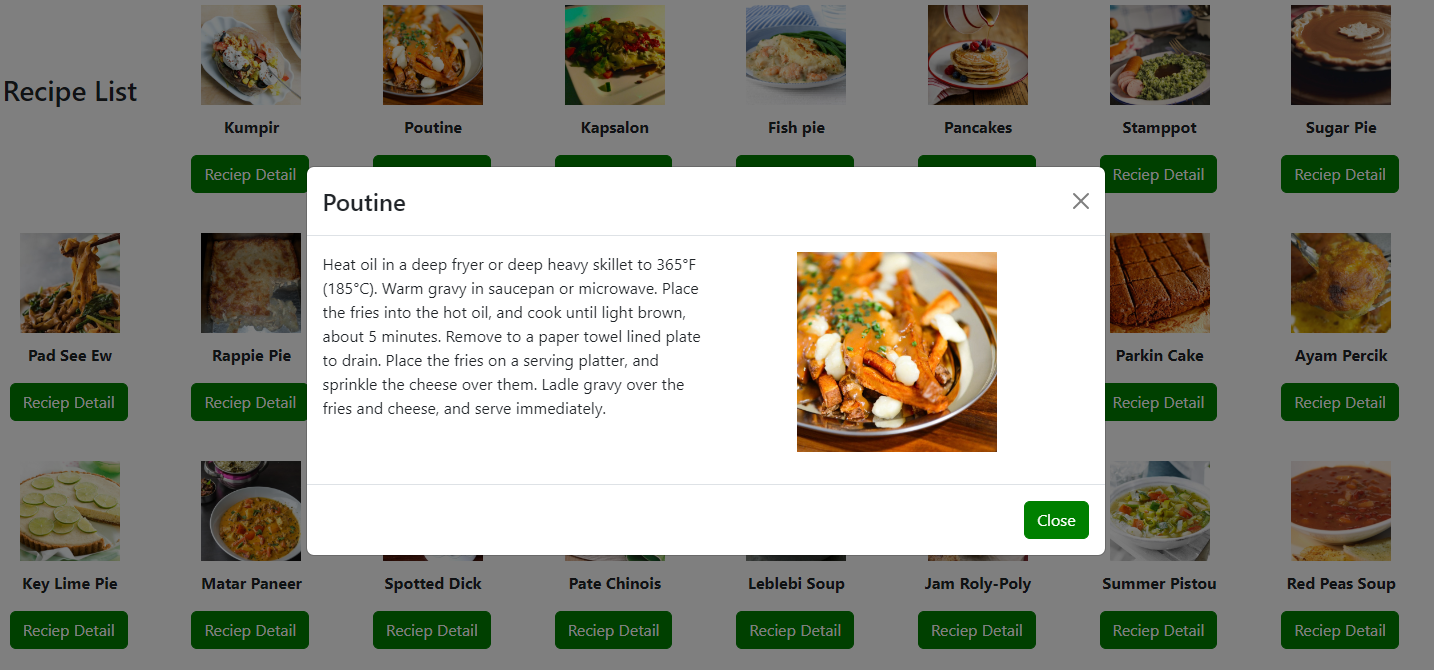 Recipe List
Kumpir
Poutine
Kapsalon
Fish pie
Pancakes
Stamppot
Sugar Pie
Reciep Detail
Reciep Detail
Reciep Detail
Poutine
Heat oil in a deep fryer or deep heavy skillet to 365°F
(185°C). Warm gravy in saucepan or microwave. Place
the fries into the hot oil, and cook until light brown,
about 5 minutes. Remove to a paper towel lined plate
to drain. Place the fries on a serving platter, and
sprinkle the cheese over them. Ladle gravy over the
fries and cheese, and serve immediately.
Close
Pad See Ew
Rappie Pie
Parkin Cake
Ayam Percik
Reciep Detail
Reciep Detail
Reciep Detail
Reciep Detail
Key Lime Pie
Matar Paneer
Spotted Dick
Pate Chinois
Leblebi Soup
Jam Roly-Poly
Summer Pistou
Red Peas Soup
Reciep Detail
Reciep Detail
Reciep Detail
Reciep Detail
Reciep Detail
Reciep Detail
Reciep Detail
Reciep Detail